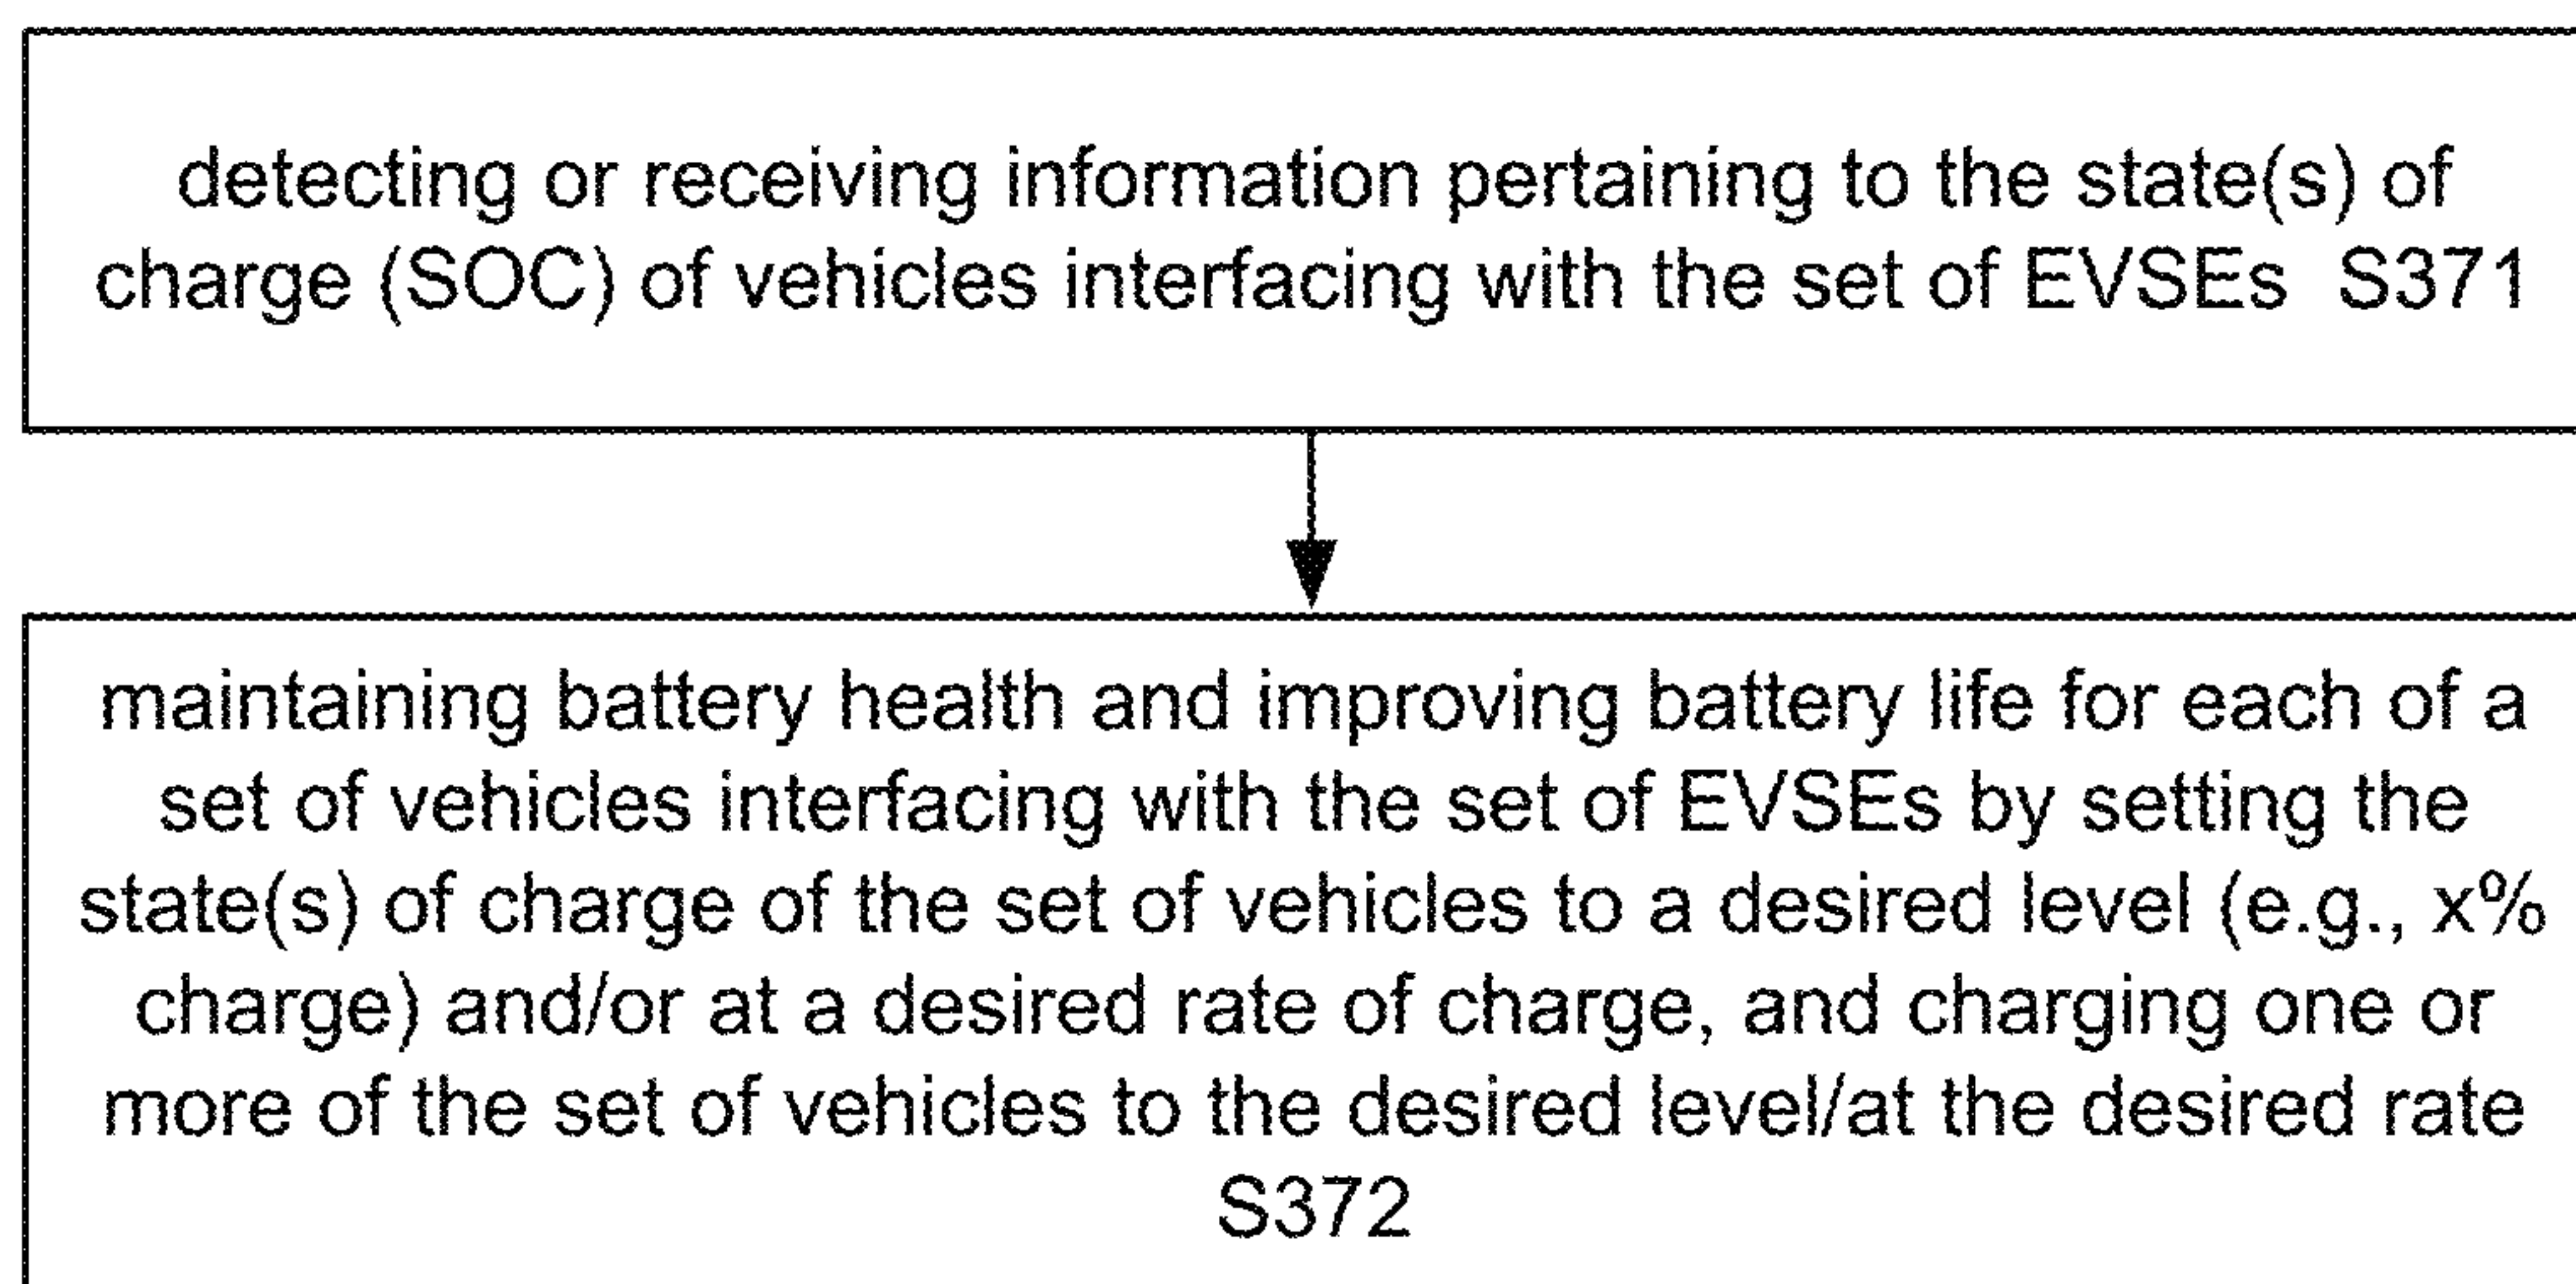 detecting or receiving information pertaining to the state(s) of
charge (SOC) of vehicles interfacing with the set of EVSEs S371
maintaining battery health and improving battery life for each of a
set of vehicles interfacing with the set of EVSEs by setting the
state(s) of charge of the set of vehicles to a desired level (e.g., x%
charge) and/or at a desired rate of charge, and charging one or
more of the set of vehicles to the desired level/at the desired rate
S372